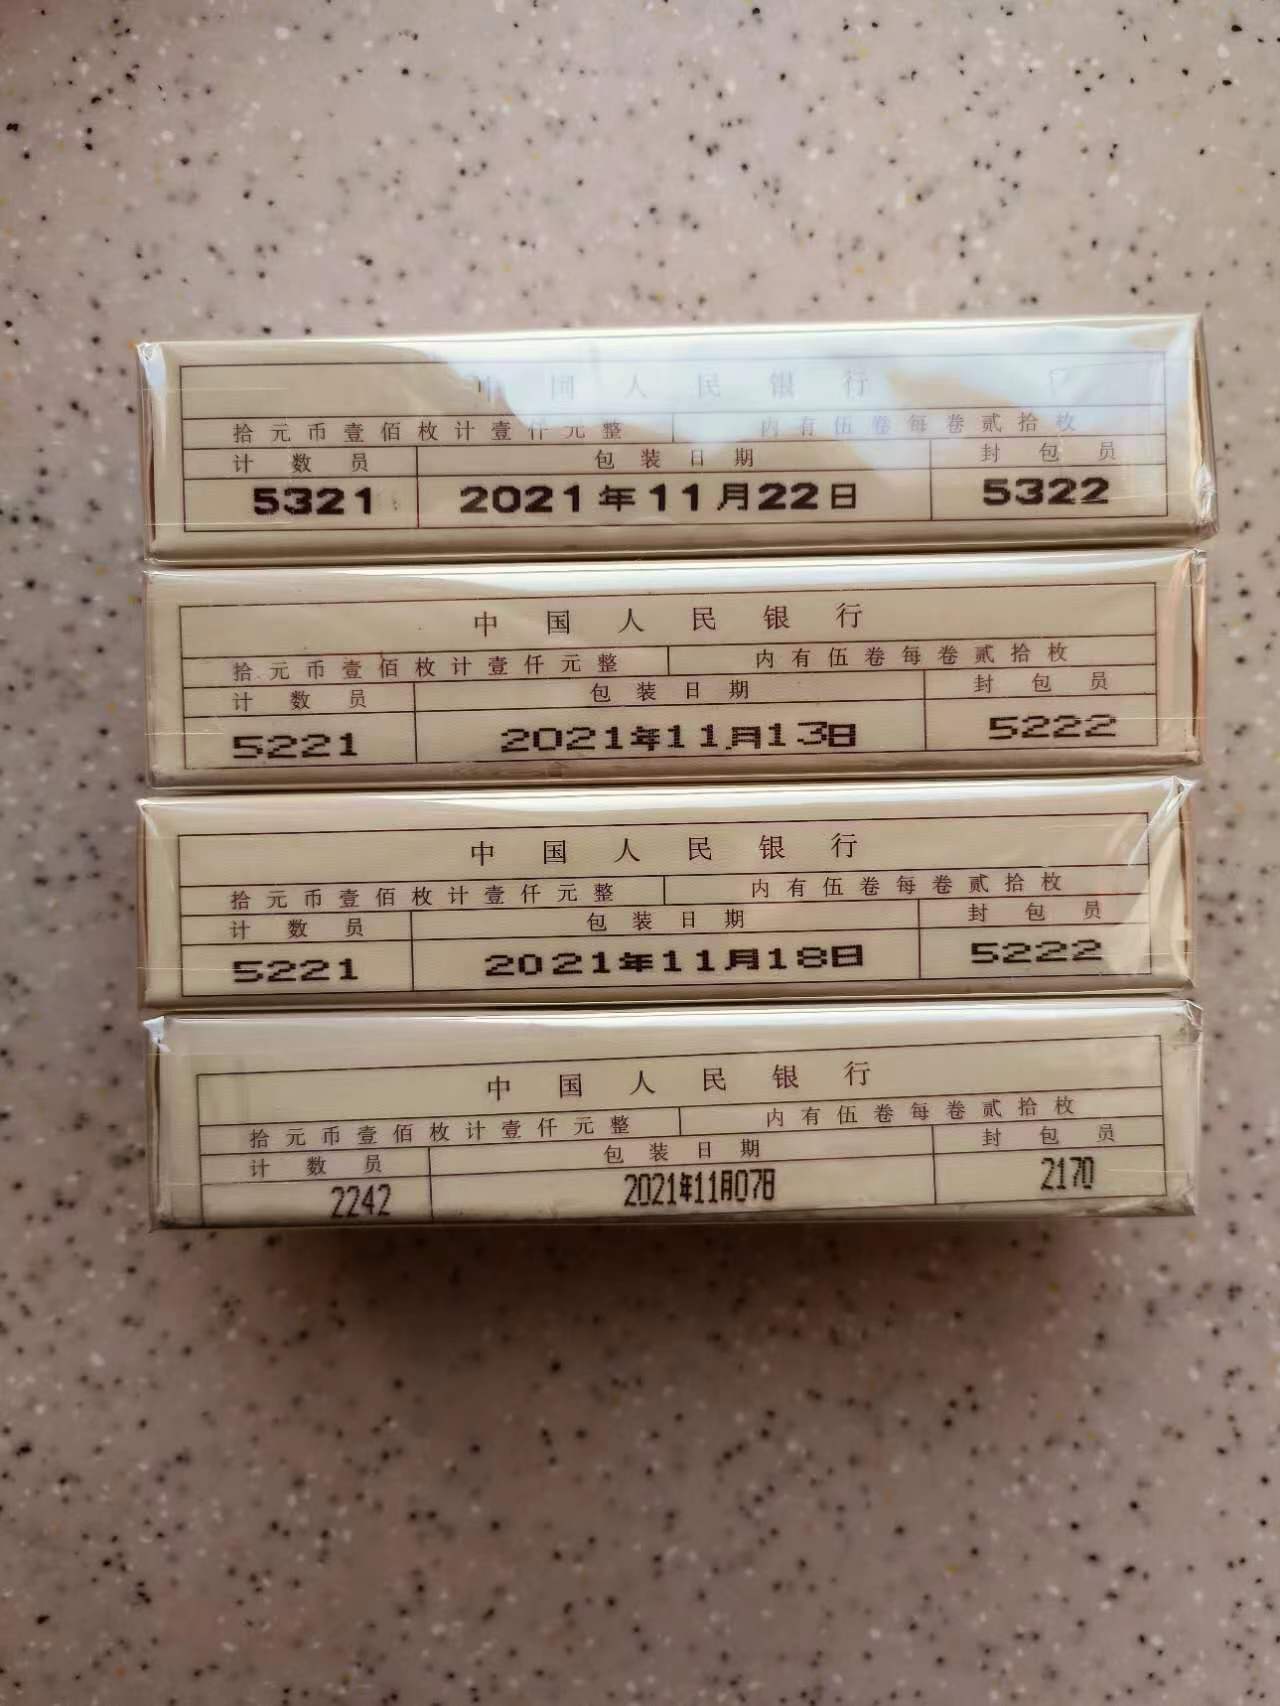 中国人民银行
拾元币壹佰枚计壹仟元整 内有伍卷每卷贰拾枚
计数员 包装日期 封包员
5321 2021年11月22日 5322
中国人民银行
拾元币壹佰枚计壹仟元整 内有伍卷每卷贰拾枚
计数员 包装日期 封包员
5221 2021年11月13日 5222
中国人民银行
拾元币壹佰枚计壹仟元整 内有伍卷每卷贰拾枚
计数员 包装日期 封包员
5221 2021年11月18日 5222
中国人民银行
拾元币壹佰枚计壹仟元整 内有伍卷每卷贰拾枚
计数员 包装日期 封包员
2242 2021年11月07日 2170